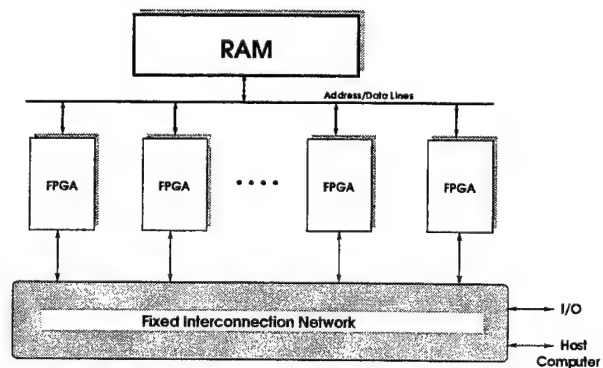 RAM
Address/Data Lines
FPGA
FPGA
FPGA
FPGA
Fixed Interconnection Network
I/O
Host
Computer